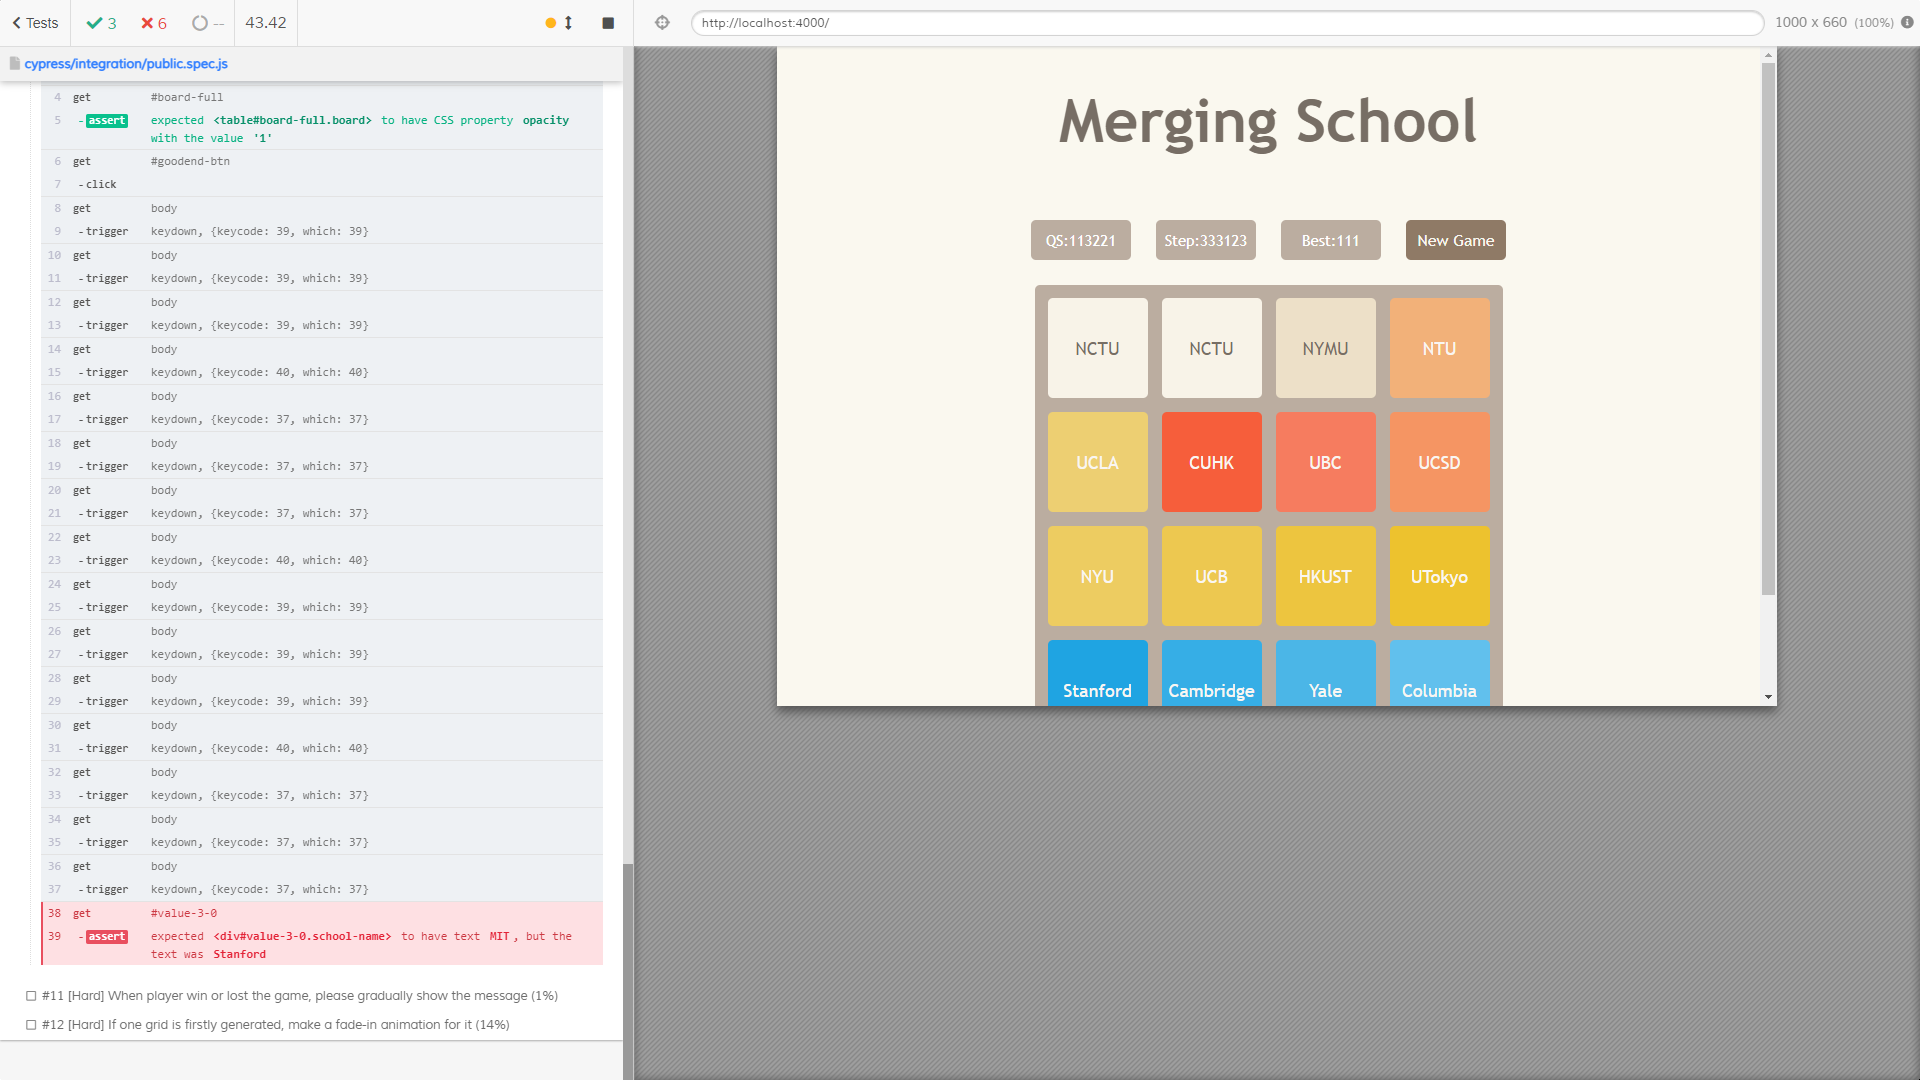 Tests 3 6 -- 43.42
cypress/integration/public.spec.js
4 get #board-full
5 -assert expected <table#board-full.board> to have CSS property opacity
with the value '1'
6 get #goodend-btn
7 -click
8 get body
9 -trigger keydown, {keycode: 39, which: 39}
10 get body
11 -trigger keydown, {keycode: 39, which: 39}
12 get body
13 -trigger keydown, {keycode: 39, which: 39}
14 get body
15 -trigger keydown, {keycode: 40, which: 40}
16 get body
17 -trigger keydown, {keycode: 37, which: 37}
18 get body
19 -trigger keydown, {keycode: 37, which: 37}
20 get body
21 -trigger keydown, {keycode: 37, which: 37}
22 get body
23 -trigger keydown, {keycode: 40, which: 40}
24 get body
25 -trigger keydown, {keycode: 39, which: 39}
26 get body
27 -trigger keydown, {keycode: 39, which: 39}
28 get body
29 -trigger keydown, {keycode: 39, which: 39}
30 get body
31 -trigger keydown, {keycode: 40, which: 40}
32 get body
33 -trigger keydown, {keycode: 37, which: 37}
34 get body
35 -trigger keydown, {keycode: 37, which: 37}
36 get body
37 -trigger keydown, {keycode: 37, which: 37}
38 get #value-3-0
39 -assert expected <div#value-3-0.school-name> to have text MIT, but the
text was Stanford
#11 [Hard] When player win or lost the game, please gradually show the message (1%)
#12 [Hard] If one grid is firstly generated, make a fade-in animation for it (14%)
http://localhost:4000/ 1000 x 660 (100%)
Merging School
QS:113221 Step:333123 Best:111 New Game
NCTU NCTU NYMU NTU
UCLA CUHK UBC UCSD
NYU UCB HKUST UTokyo
Stanford Cambridge Yale Columbia